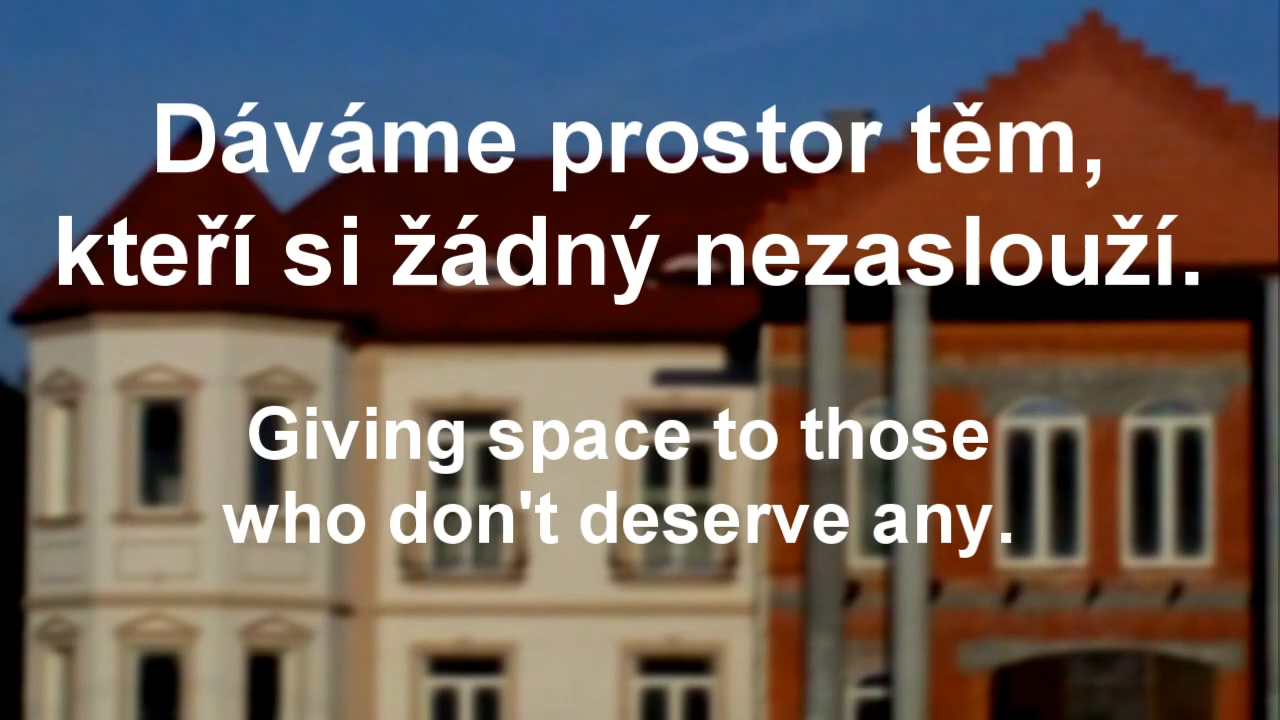 Dáváme prostor těm,
kteří si žádný nezaslouží.
Giving space to those
who don't deserve any.